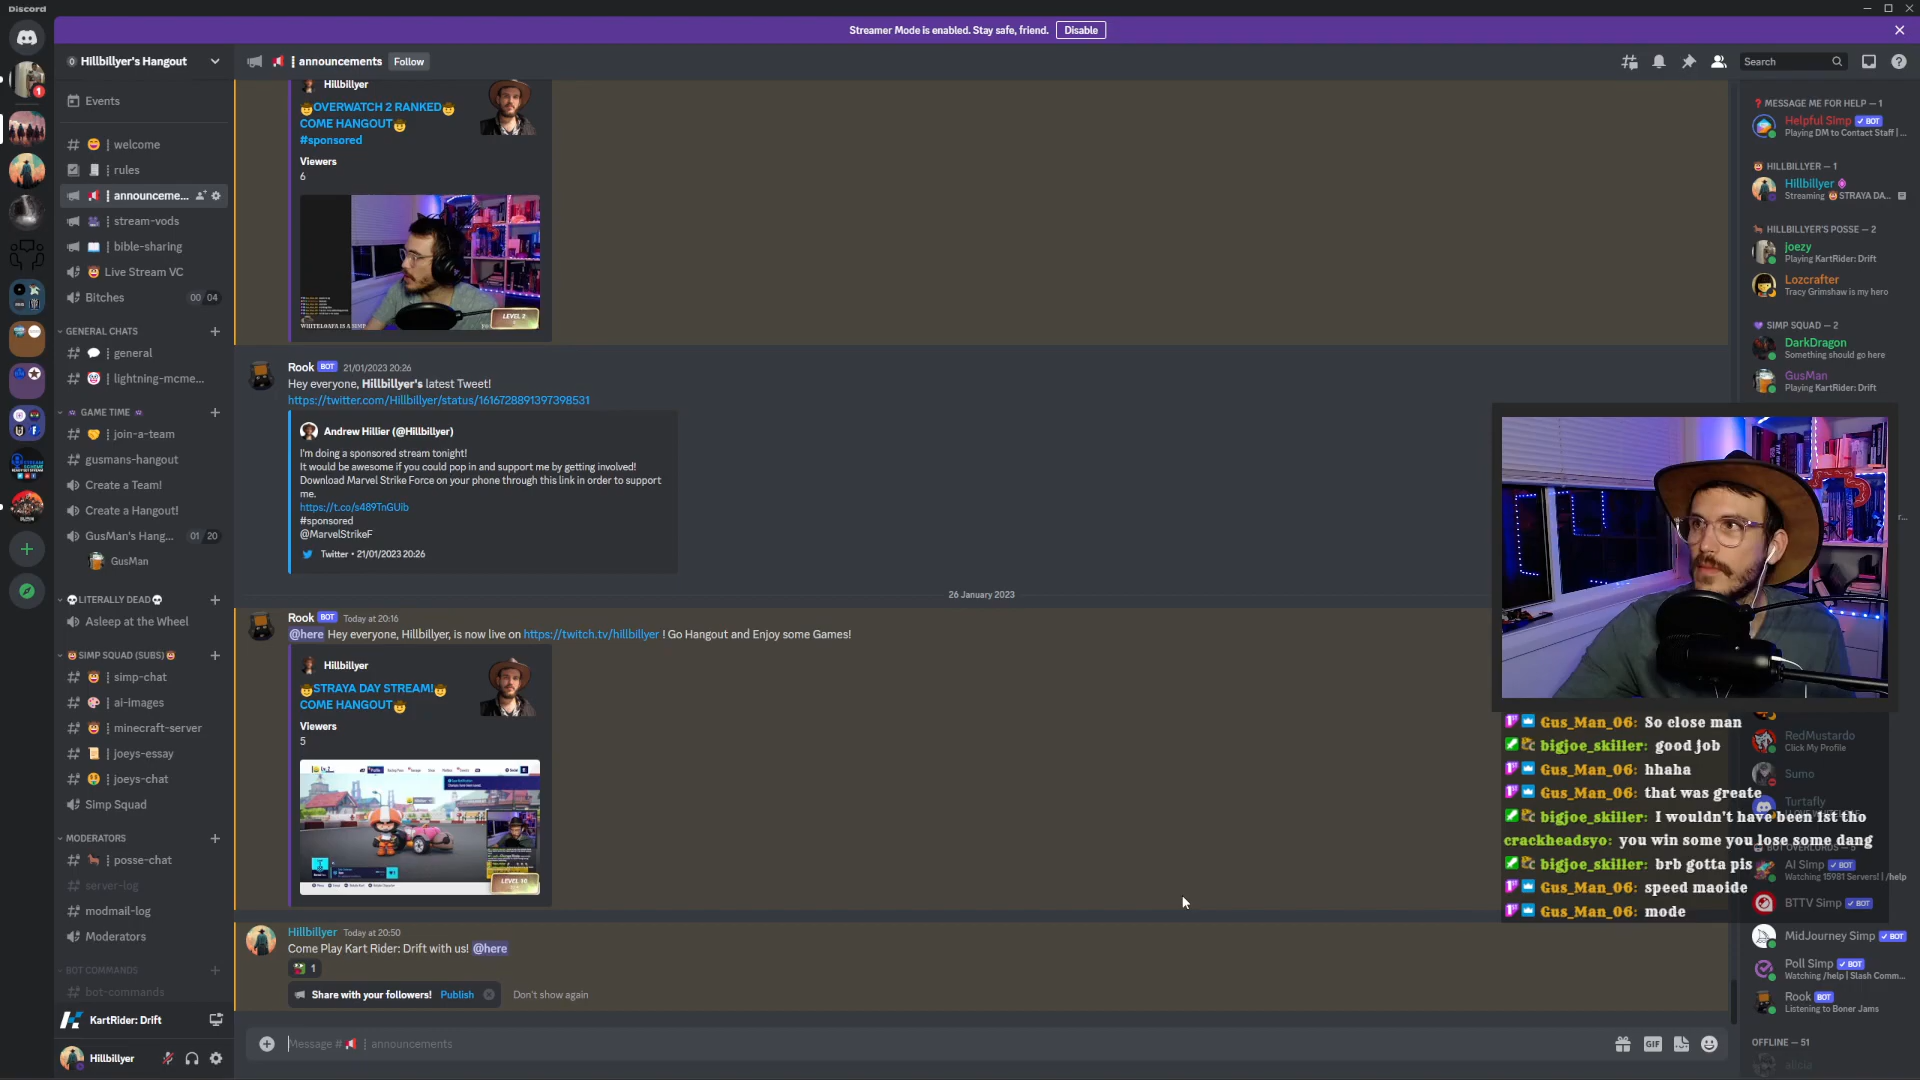 Discord
Streamer Mode is enabled. Stay safe, friend.
Disable
Hillbillyer's Hangout
announcements
Follow
Search
Events
welcome
rules
announceme...
stream-vods
bible-sharing
Live Stream VC
Bitches
00 04
GENERAL CHATS
general
lightning-mcme...
GAME TIME
join-a-team
gusmans-hangout
Create a Team!
Create a Hangout!
GusMan's Hang...
01 20
GusMan
LITERALLY DEAD
Asleep at the Wheel
SIMP SQUAD (SUBS)
simp-chat
ai-images
minecraft-server
joeys-essay
joeys-chat
Simp Squad
MODERATORS
posse-chat
server-log
modmail-log
Moderators
BOT COMMANDS
bot-commands
KartRider: Drift
Hillbillyer
Hillbillyer
OVERWATCH 2 RANKED
COME HANGOUT
#sponsored
Viewers
6
LEVEL 2
Rook BOT 21/01/2023 20:26
Hey everyone, Hillbillyer's latest Tweet!
https://twitter.com/Hillbillyer/status/1616728891397398531
Andrew Hillier (@Hillbillyer)
I'm doing a sponsored stream tonight!
It would be awesome if you could pop in and support me by getting involved!
Download Marvel Strike Force on your phone through this link in order to support
me.
https://t.co/s489TnGUib
#sponsored
@MarvelStrikeF
Twitter • 21/01/2023 20:26
26 January 2023
Rook BOT Today at 20:16
@here Hey everyone, Hillbillyer, is now live on https://twitch.tv/hillbillyer ! Go Hangout and Enjoy some Games!
Hillbillyer
STRAYA DAY STREAM!
COME HANGOUT
Viewers
5
LEVEL 10
Hillbillyer Today at 20:50
Come Play Kart Rider: Drift with us! @here
1
Share with your followers! Publish
Don't show again
Message # announcements
GIF
MESSAGE ME FOR HELP — 1
Helpful Simp BOT
Playing DM to Contact Staff | ...
HILLBILLYER — 1
Hillbillyer
Streaming STRAYA DA...
HILLBILLYER'S POSSE — 2
joezy
Playing KartRider: Drift
Lozcrafter
Tracy Grimshaw is my hero
SIMP SQUAD — 2
DarkDragon
Something should go here
GusMan
Playing KartRider: Drift
Gus_Man_06: So close man
bigjoe_skiller: good job
Gus_Man_06: hhaha
Gus_Man_06: that was greate
bigjoe_skiller: I wouldn't have been 1st tho
crackheadsyo: you win some you lose some dang
bigjoe_skiller: brb gotta pis
Gus_Man_06: speed maoide
Gus_Man_06: mode
RedMustardo
Click My Profile
Sumo
Turtafly
BOT OVERLORDS — 5
AI Simp BOT
Watching 15981 Servers! | /help
BTTV Simp BOT
MidJourney Simp BOT
Poll Simp BOT
Watching /help | Slash Comm...
Rook BOT
Listening to Boner Jams
OFFLINE — 51
alicia